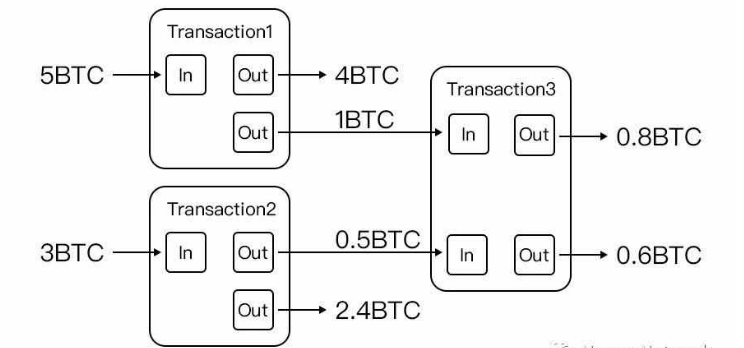 Transaction1
5BTC
In
Out
4BTC
Out
1BTC
Transaction2
3BTC
In
Out
0.5BTC
Out
2.4BTC
Transaction3
In
Out
0.8BTC
In
Out
0.6BTC